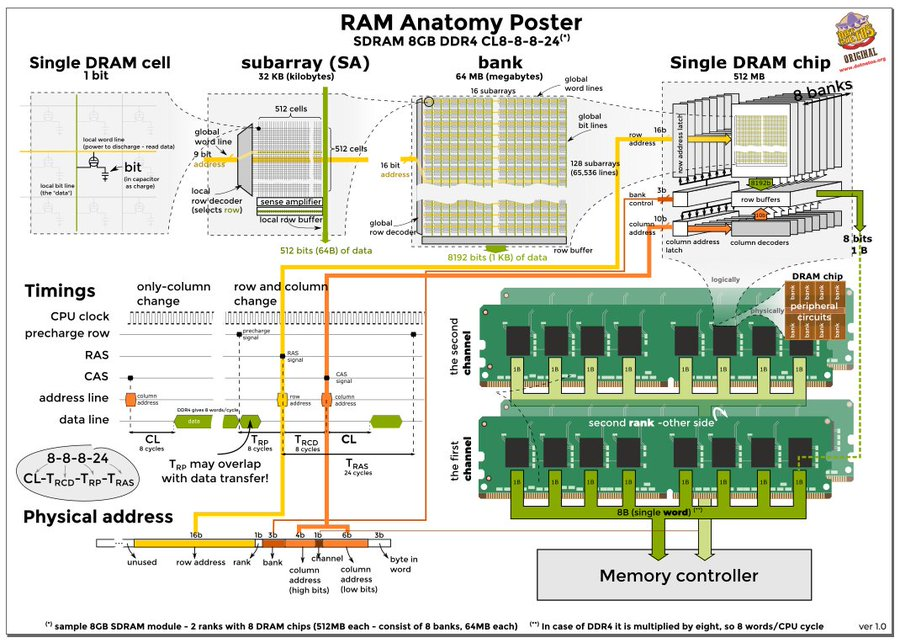 RAM Anatomy Poster
SDRAM 8GB DDR4 CL8-8-8-24(*)
ORIGINAL
Single DRAM cell
1 bit
subarray (SA)
32 KB (kilobytes)
bank
64 MB (megabytes)
Single DRAM chip
512 MB
8 banks
local word line
(power to discharge - read data)
bit
(in capacitor
as charge)
local bit line
(the 'data')
global
word line
9 bit
address
512 cells
512 cells
local
row decoder
(selects row)
sense amplifier
local row buffer
512 bits (64B) of data
16 subarrays
global
word lines
global
bit lines
128 subarrays
(65,536 lines)
16 bit
address
global
row decoder
row buffer
8192 bits (1 KB) of data
16b
row
address
row address latch
8192b
3b
bank
control
row buffers
10b
column
address
10b
column address
latch
column decoders
8 bits
1 B
logically
physically
DRAM chip
bank
bank
bank
bank
peripheral
circuits
bank
bank
bank
bank
Timings
only-column
change
row and column
change
CPU clock
precharge row
precharge
signal
RAS
RAS
signal
CAS
CAS
signal
address line
column
address
row
address
column
address
data line
DDR4 gives 8 words/cycle
data
CL
8 cycles
TRP
8 cycles
TRCD
8 cycles
CL
8 cycles
TRAS
24 cycles
TRP may overlap
with data transfer!
8-8-8-24
CL-TRCD-TRP-TRAS
the second
channel
1B
1B
1B
1B
1B
1B
1B
1B
second rank -other side
the first
channel
1B
1B
1B
1B
1B
1B
1B
1B
8B (single word) (**)
Memory controller
Physical address
16b
1b
3b
4b
1b
6b
3b
unused
row address
rank
bank
column
address
(high bits)
channel
column
address
(low bits)
byte in
word
(*) sample 8GB SDRAM module - 2 ranks with 8 DRAM chips (512MB each - consist of 8 banks, 64MB each)
(**) In case of DDR4 it is multiplied by eight, so 8 words/CPU cycle
ver 1.0